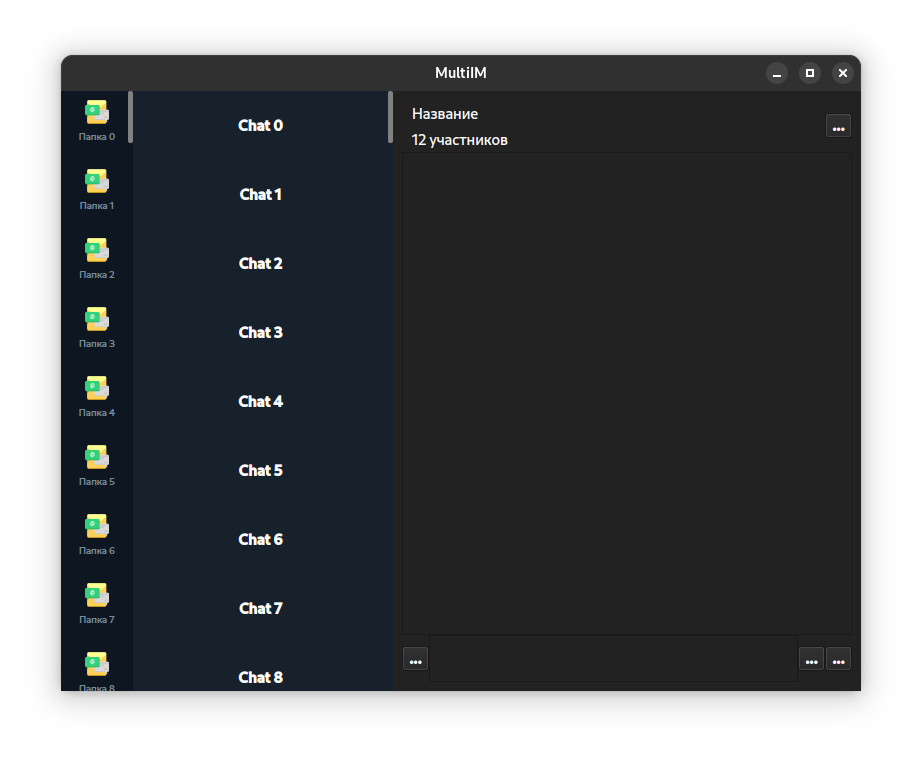 MultiIM
Папка 0
Папка 1
Папка 2
Папка 3
Папка 4
Папка 5
Папка 6
Папка 7
Папка 8
Chat 0
Chat 1
Chat 2
Chat 3
Chat 4
Chat 5
Chat 6
Chat 7
Chat 8
Название
12 участников
...
...
... ...